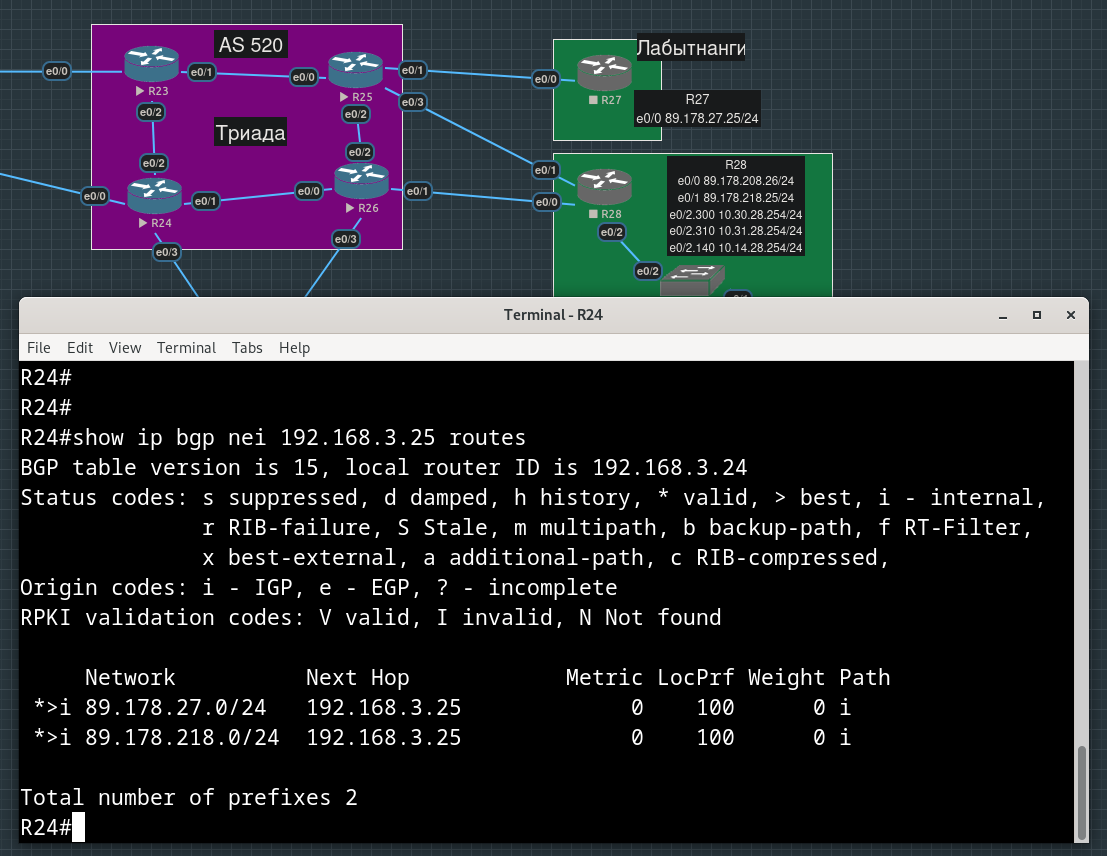 AS 520
Лабытнанги
e0/0
e0/1
e0/0
e0/1
e0/0
R23
R25
R27
e0/3
R27
e0/0 89.178.27.25/24
e0/2
e0/2
Триада
e0/2
e0/2
e0/1
R28
e0/0 89.178.208.26/24
e0/1 89.178.218.25/24
e0/2.300 10.30.28.254/24
e0/2.310 10.31.28.254/24
e0/2.140 10.14.28.254/24
e0/0
e0/1
e0/0
e0/1
e0/0
R24
R26
R28
e0/3
e0/3
e0/2
e0/2
Terminal - R24
File Edit View Terminal Tabs Help
R24#
R24#
R24#show ip bgp nei 192.168.3.25 routes
BGP table version is 15, local router ID is 192.168.3.24
Status codes: s suppressed, d damped, h history, * valid, > best, i - internal,
r RIB-failure, S Stale, m multipath, b backup-path, f RT-Filter,
x best-external, a additional-path, c RIB-compressed,
Origin codes: i - IGP, e - EGP, ? - incomplete
RPKI validation codes: V valid, I invalid, N Not found
Network Next Hop Metric LocPrf Weight Path
*>i 89.178.27.0/24 192.168.3.25 0 100 0 i
*>i 89.178.218.0/24 192.168.3.25 0 100 0 i
Total number of prefixes 2
R24#